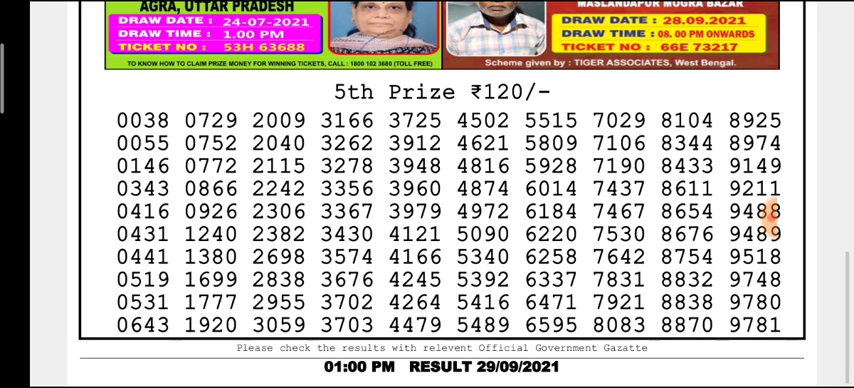 AGRA, UTTAR PRADESH
DRAW DATE : 24-07-2021
DRAW TIME : 1.00 PM
TICKET NO : 53H 63688
TO KNOW HOW TO CLAIM PRIZE MONEY FOR WINNING TICKETS, CALL : 1800 102 3689 (TOLL FREE)
MASLANDAPUR MOGRA BAZAR
DRAW DATE : 28.09.2021
DRAW TIME : 08. 00 PM ONWARDS
TICKET NO : 66E 73217
Scheme given by : TIGER ASSOCIATES, West Bengal.
5th Prize ₹120/-
0038 0729 2009 3166 3725 4502 5515 7029 8104 8925
0055 0752 2040 3262 3912 4621 5809 7106 8344 8974
0146 0772 2115 3278 3948 4816 5928 7190 8433 9149
0343 0866 2242 3356 3960 4874 6014 7437 8611 9211
0416 0926 2306 3367 3979 4972 6184 7467 8654 9488
0431 1240 2382 3430 4121 5090 6220 7530 8676 9489
0441 1380 2698 3574 4166 5340 6258 7642 8754 9518
0519 1699 2838 3676 4245 5392 6337 7831 8832 9748
0531 1777 2955 3702 4264 5416 6471 7921 8838 9780
0643 1920 3059 3703 4479 5489 6595 8083 8870 9781
Please check the results with relevent Official Government Gazatte
01:00 PM RESULT 29/09/2021